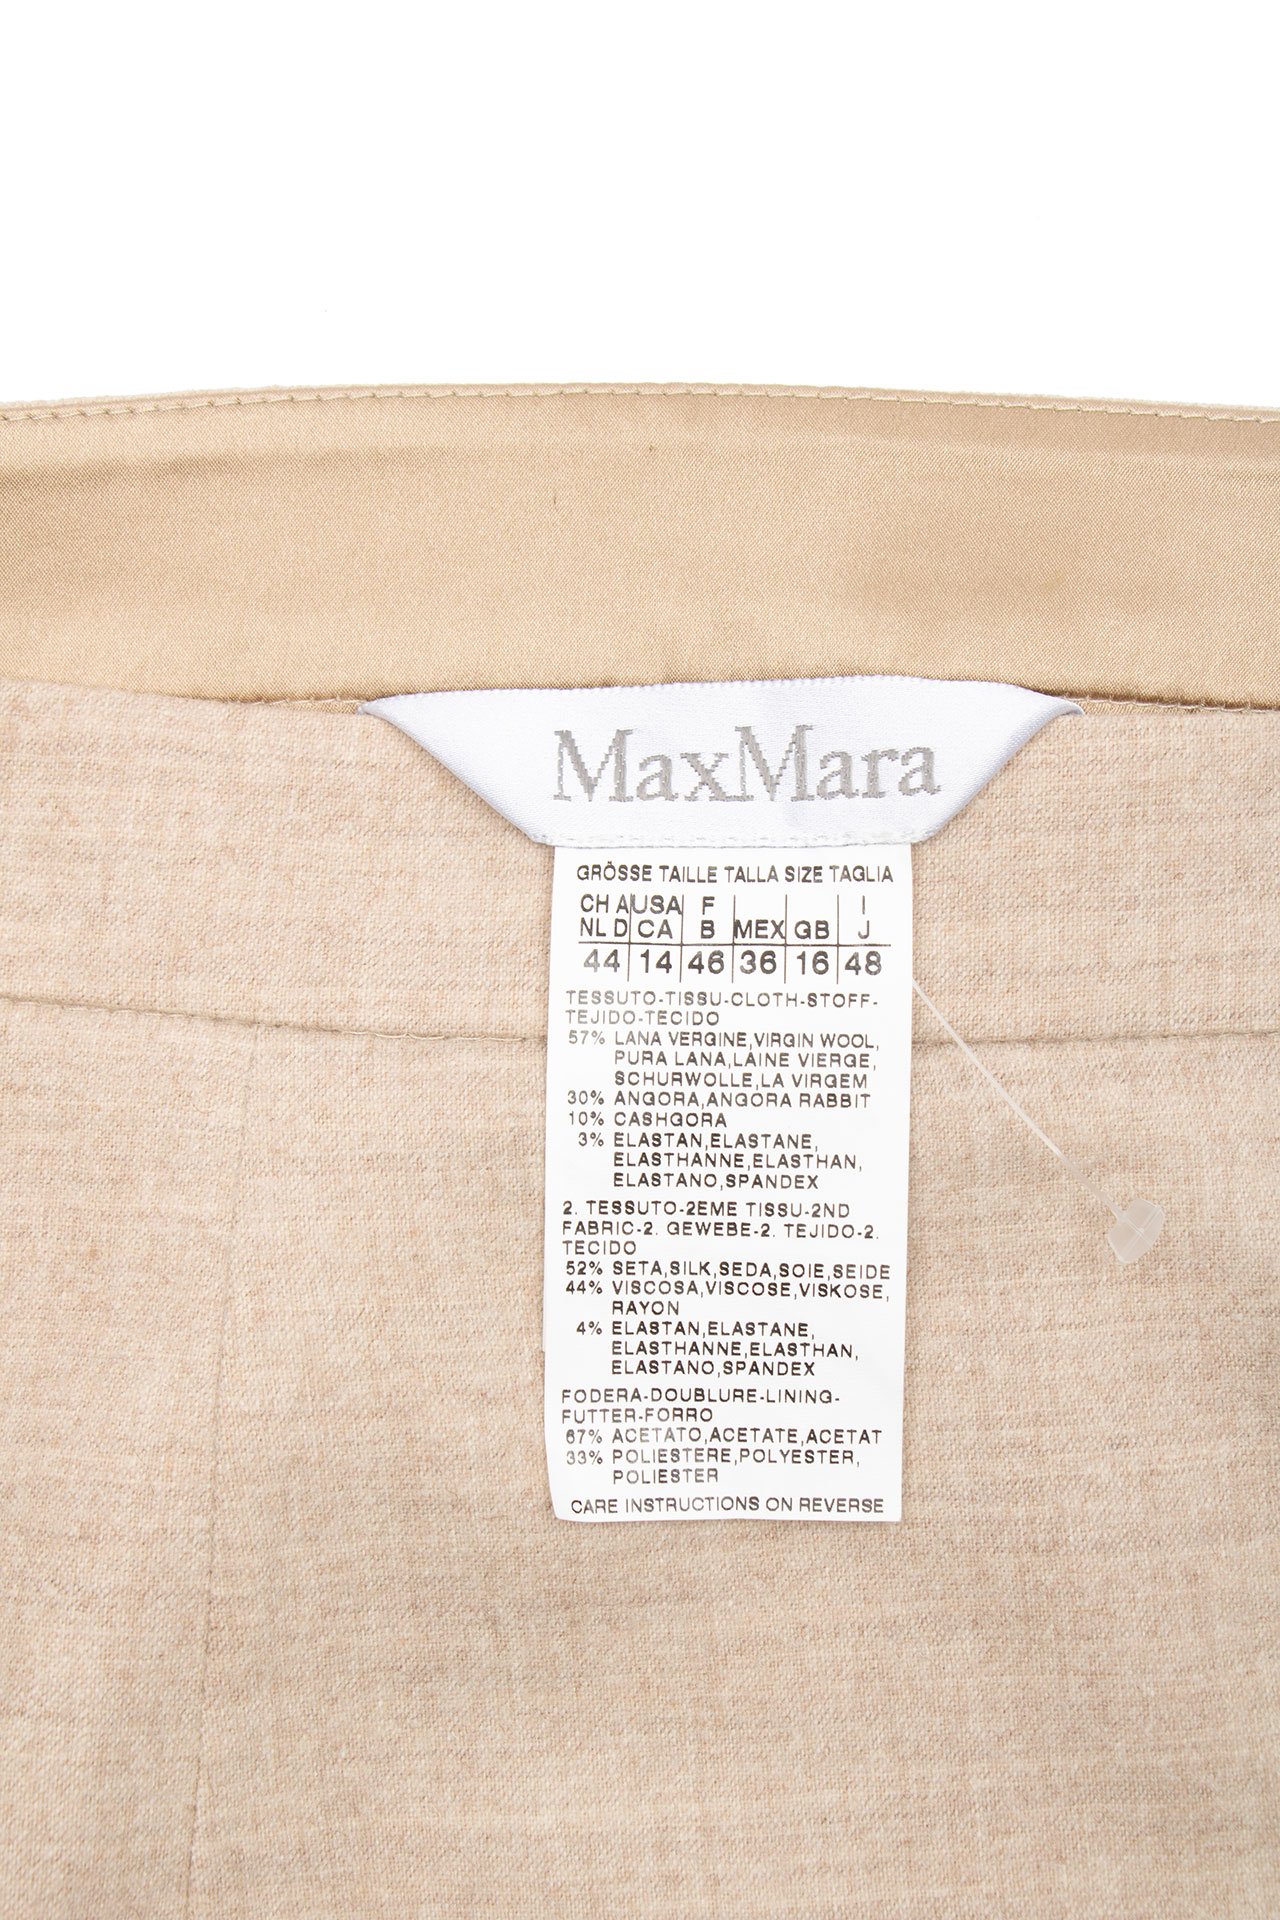 MaxMara
GRÖSSE TAILLE TALLA SIZE TAGLIA
CH A USA F I
NL D CA B MEX GB J
44 14 46 36 16 48
TESSUTO-TISSU-CLOTH-STOFF-
TEJIDO-TECIDO
57% LANA VERGINE,VIRGIN WOOL,
PURA LANA,LAINE VIERGE,
SCHURWOLLE,LA VIRGEM
30% ANGORA,ANGORA RABBIT
10% CASHGORA
3% ELASTAN,ELASTANE,
ELASTHANNE,ELASTHAN,
ELASTANO,SPANDEX
2. TESSUTO-2EME TISSU-2ND
FABRIC-2. GEWEBE-2. TEJIDO-2.
TECIDO
52% SETA,SILK,SEDA,SOIE,SEIDE
44% VISCOSA,VISCOSE,VISKOSE,
RAYON
4% ELASTAN,ELASTANE,
ELASTHANNE,ELASTHAN,
ELASTANO,SPANDEX
FODERA-DOUBLURE-LINING-
FUTTER-FORRO
67% ACETATO,ACETATE,ACETAT
33% POLIESTERE,POLYESTER,
POLIESTER
CARE INSTRUCTIONS ON REVERSE